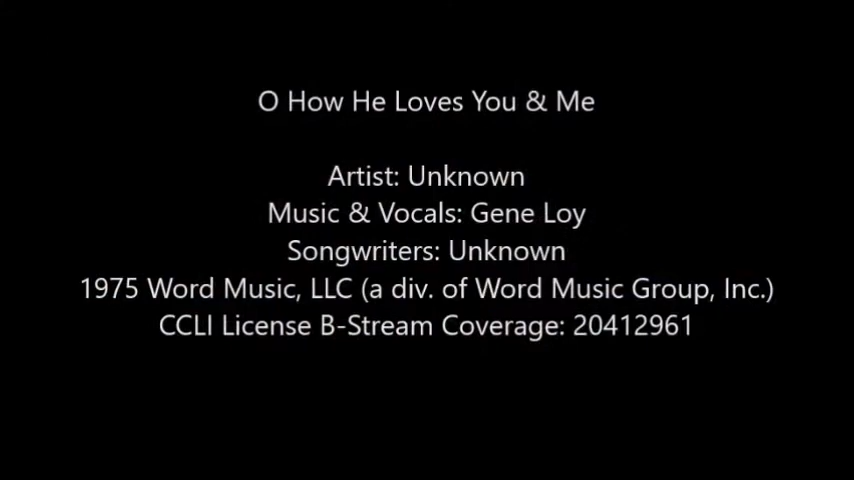 O How He Loves You & Me
Artist: Unknown
Music & Vocals: Gene Loy
Songwriters: Unknown
1975 Word Music, LLC (a div. of Word Music Group, Inc.)
CCLI License B-Stream Coverage: 20412961